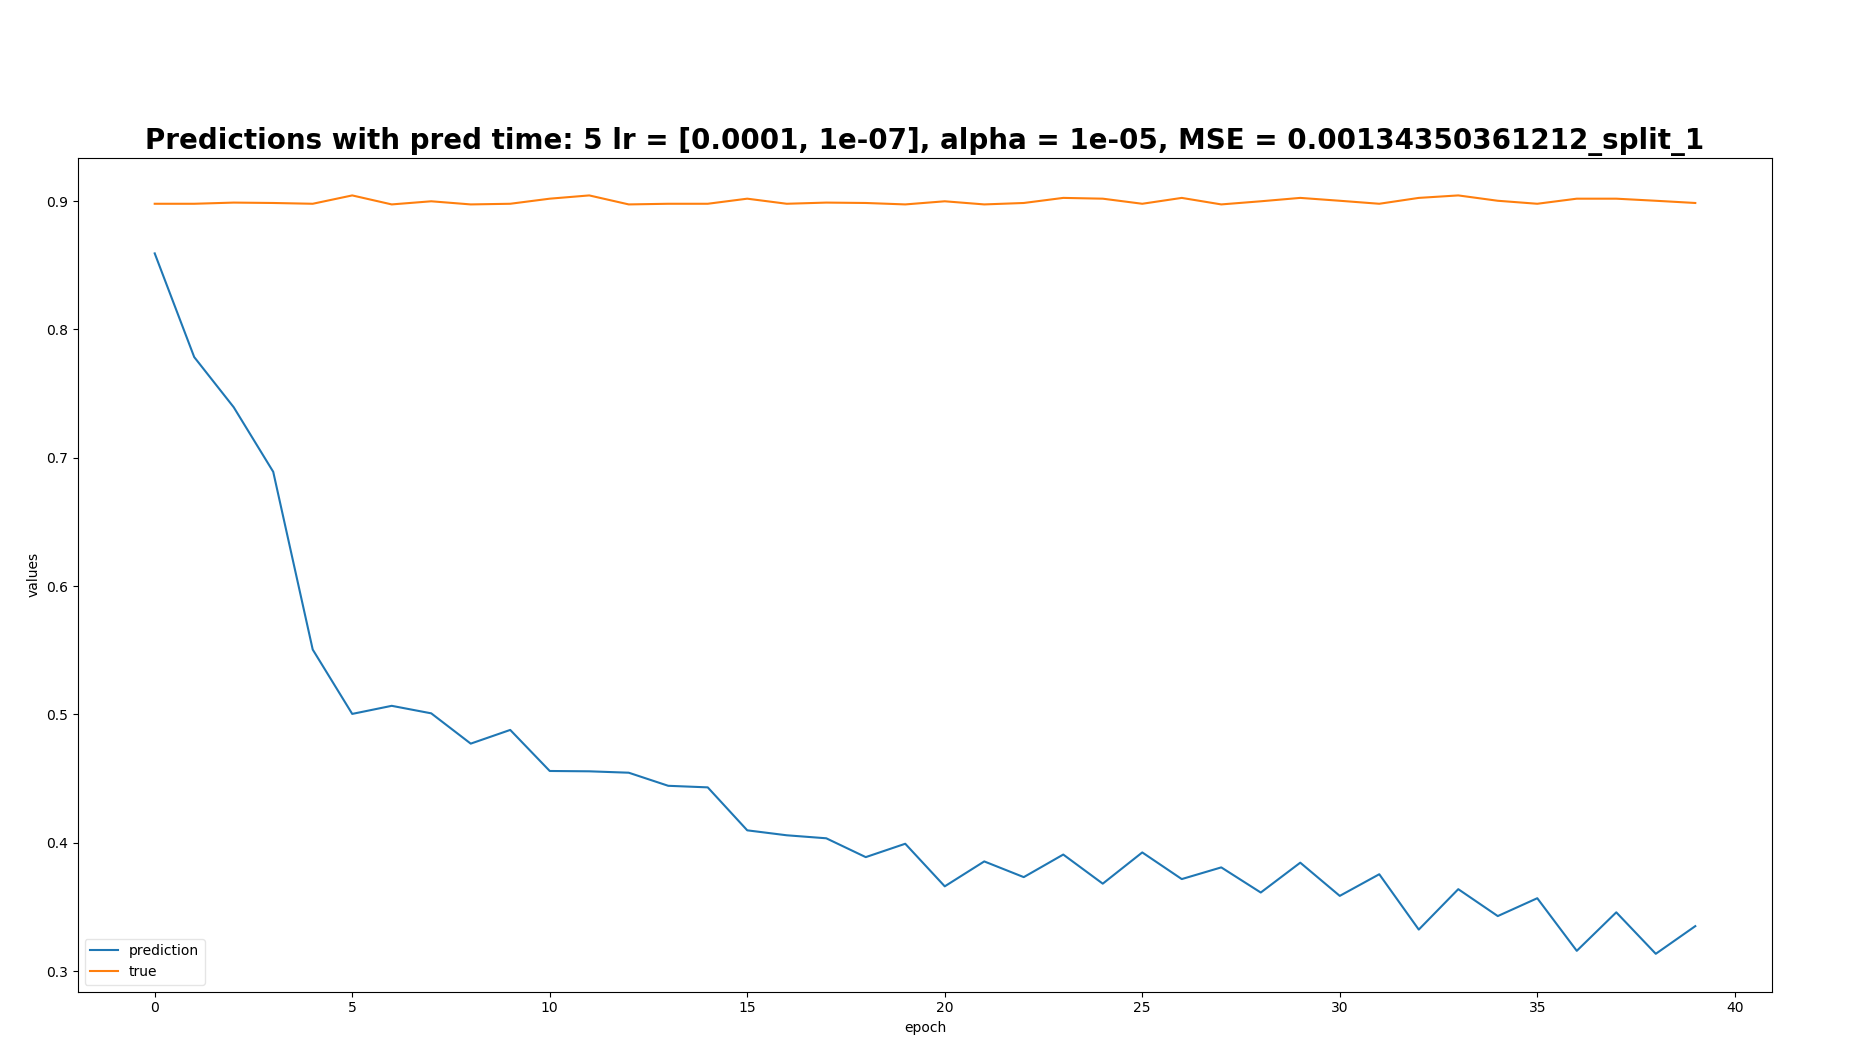 Predictions with pred time: 5 lr = [0.0001, 1e-07], alpha = 1e-05, MSE = 0.00134350361212_split_1
0.9
0.8
0.7
0.6
0.5
0.4
0.3
values
prediction
true
0 5 10 15 20 25 30 35 40
epoch